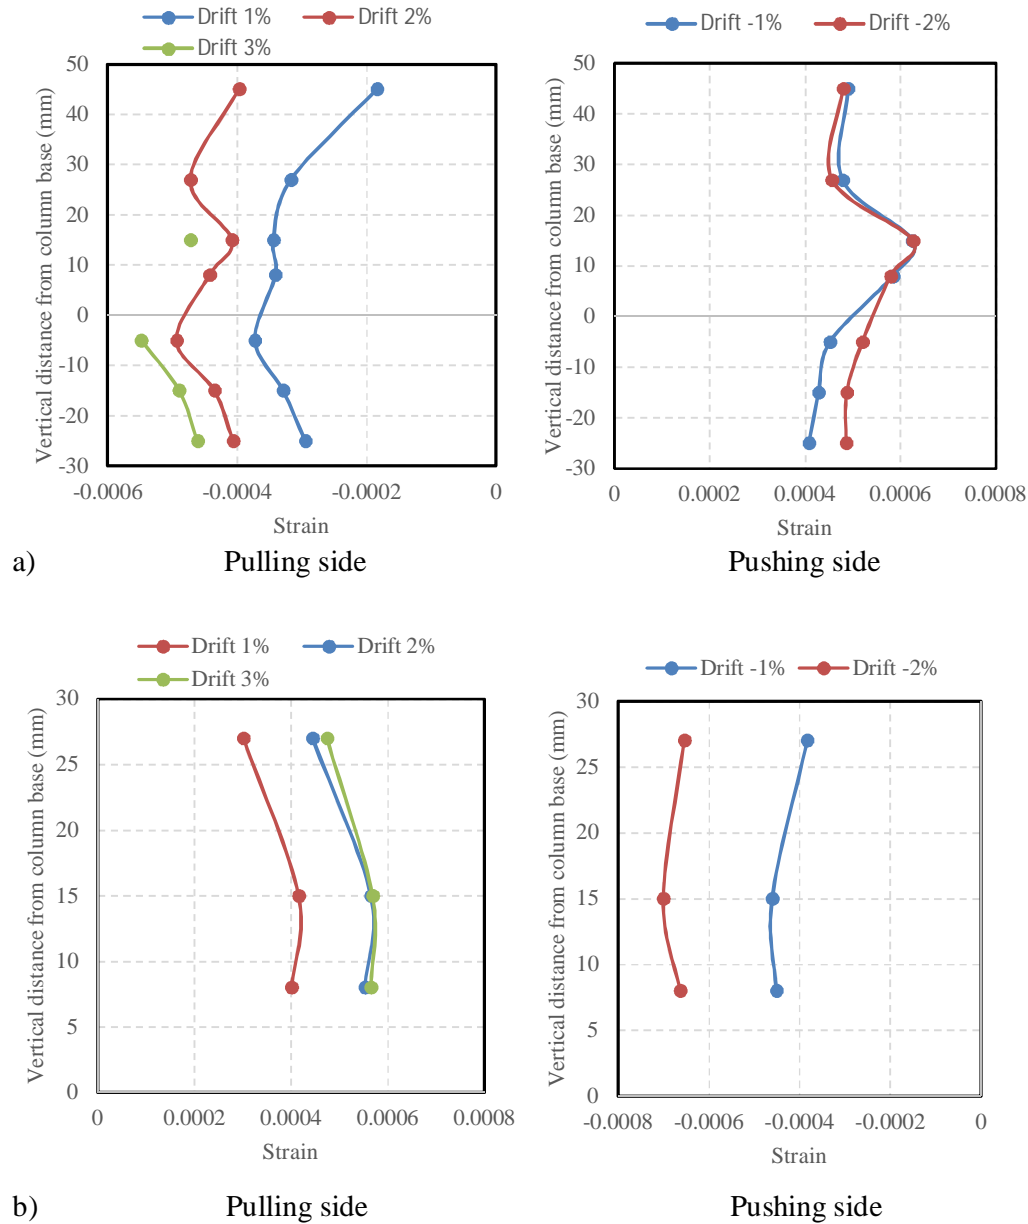 Drift 1% Drift 2%
Drift 3%
50
40
30
20
10
0
-10
-20
-30
Vertical distance from column base (mm)
-0.0006 -0.0004 -0.0002 0
Strain
Drift -1% Drift -2%
50
40
30
20
10
0
-10
-20
-30
Vertical distance from column base (mm)
0 0.0002 0.0004 0.0006 0.0008
Strain
a) Pulling side Pushing side
Drift 1% Drift 2%
Drift 3%
30
25
20
15
10
5
0
Vertical distance from column base (mm)
0 0.0002 0.0004 0.0006 0.0008
Strain
Drift -1% Drift -2%
30
25
20
15
10
5
0
Vertical distance from column base (mm)
-0.0008 -0.0006 -0.0004 -0.0002 0
Strain
b) Pulling side Pushing side